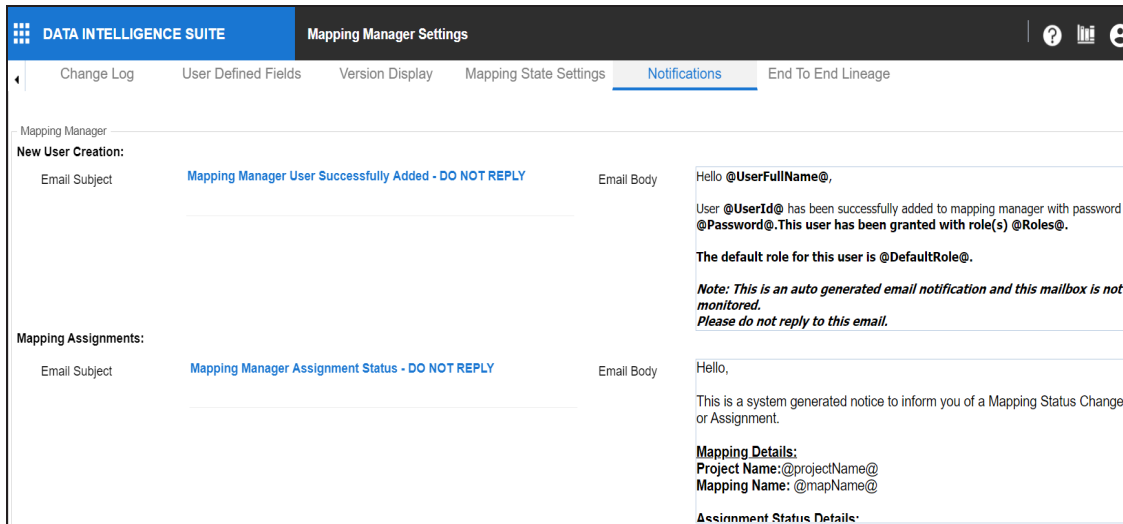 DATA INTELLIGENCE SUITE
Mapping Manager Settings
Change Log
User Defined Fields
Version Display
Mapping State Settings
Notifications
End To End Lineage
Mapping Manager
New User Creation:
Email Subject
Mapping Manager User Successfully Added - DO NOT REPLY
Email Body
Hello @UserFullName@,
User @UserId@ has been successfully added to mapping manager with password
@Password@.This user has been granted with role(s) @Roles@.
The default role for this user is @DefaultRole@.
Note: This is an auto generated email notification and this mailbox is not
monitored.
Please do not reply to this email.
Mapping Assignments:
Email Subject
Mapping Manager Assignment Status - DO NOT REPLY
Email Body
Hello,
This is a system generated notice to inform you of a Mapping Status Change
or Assignment.
Mapping Details:
Project Name:@projectName@
Mapping Name: @mapName@
Assignment Status Details: